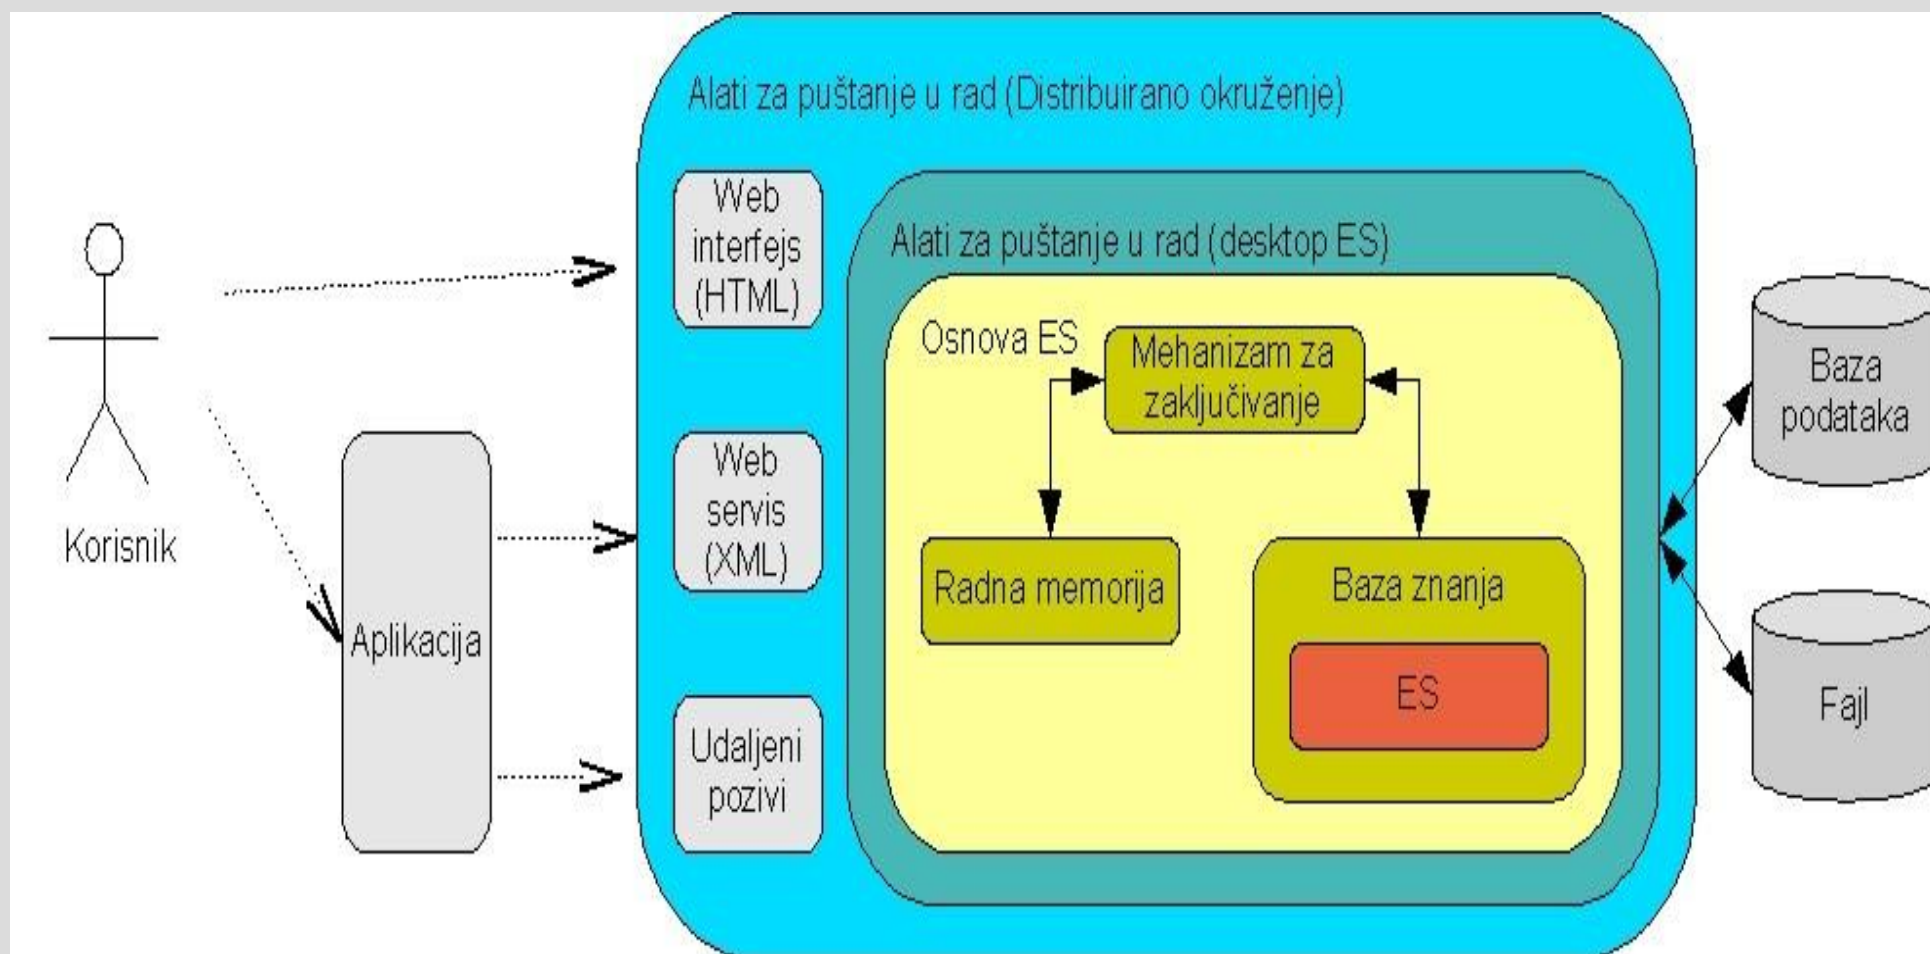 Alati za puštanje u rad (Distribuirano okruženje)
Web
interfejs
(HTML)
Alati za puštanje u rad (desktop ES)
Osnova ES
Mehanizam za
zaključivanje
Baza
podataka
Korisnik
Aplikacija
Web
servis
(XML)
Radna memorija
Baza znanja
ES
Udaljeni
pozivi
Fajl